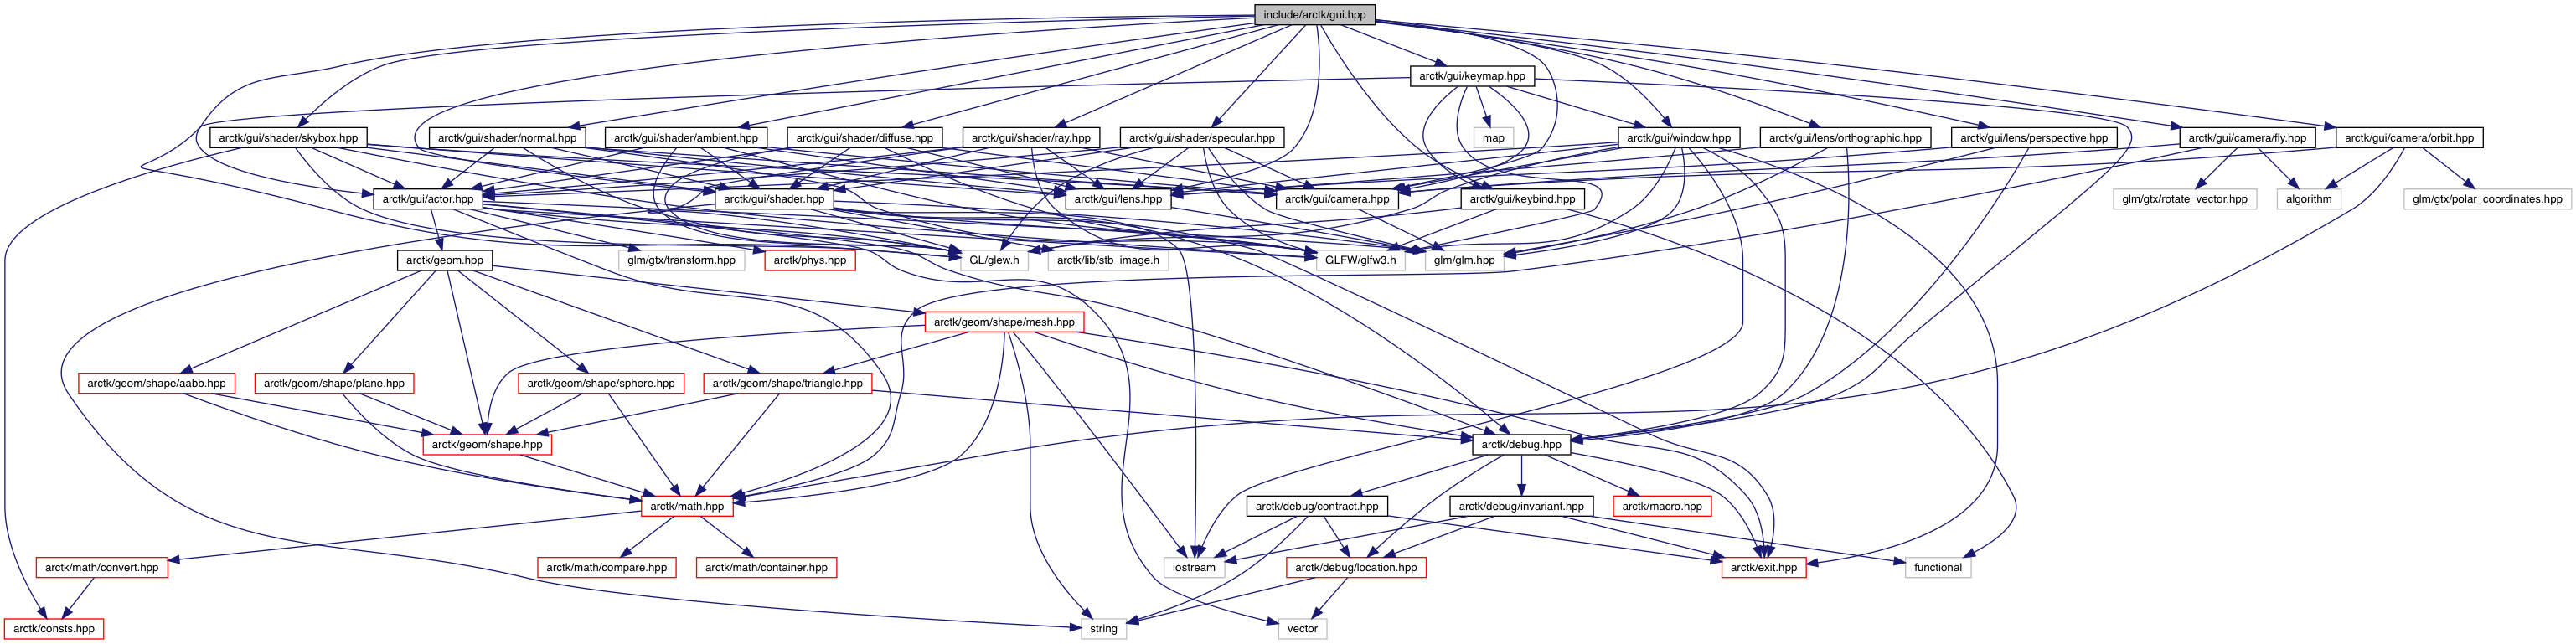 include/arctk/gui.hpp
arctk/gui/keymap.hpp
arctk/gui/shader/skybox.hpp
arctk/gui/shader/normal.hpp
arctk/gui/shader/ambient.hpp
arctk/gui/shader/diffuse.hpp
arctk/gui/shader/ray.hpp
arctk/gui/shader/specular.hpp
map
arctk/gui/window.hpp
arctk/gui/lens/orthographic.hpp
arctk/gui/lens/perspective.hpp
arctk/gui/camera/fly.hpp
arctk/gui/camera/orbit.hpp
arctk/gui/actor.hpp
arctk/gui/shader.hpp
arctk/gui/lens.hpp
arctk/gui/camera.hpp
arctk/gui/keybind.hpp
glm/gtx/rotate_vector.hpp
algorithm
glm/gtx/polar_coordinates.hpp
arctk/geom.hpp
glm/gtx/transform.hpp
arctk/phys.hpp
GL/glew.h
arctk/lib/stb_image.h
GLFW/glfw3.h
glm/glm.hpp
arctk/geom/shape/mesh.hpp
arctk/geom/shape/aabb.hpp
arctk/geom/shape/plane.hpp
arctk/geom/shape/sphere.hpp
arctk/geom/shape/triangle.hpp
arctk/geom/shape.hpp
arctk/debug.hpp
arctk/math.hpp
arctk/debug/contract.hpp
arctk/debug/invariant.hpp
arctk/macro.hpp
arctk/math/convert.hpp
arctk/math/compare.hpp
arctk/math/container.hpp
iostream
arctk/debug/location.hpp
arctk/exit.hpp
functional
arctk/consts.hpp
string
vector